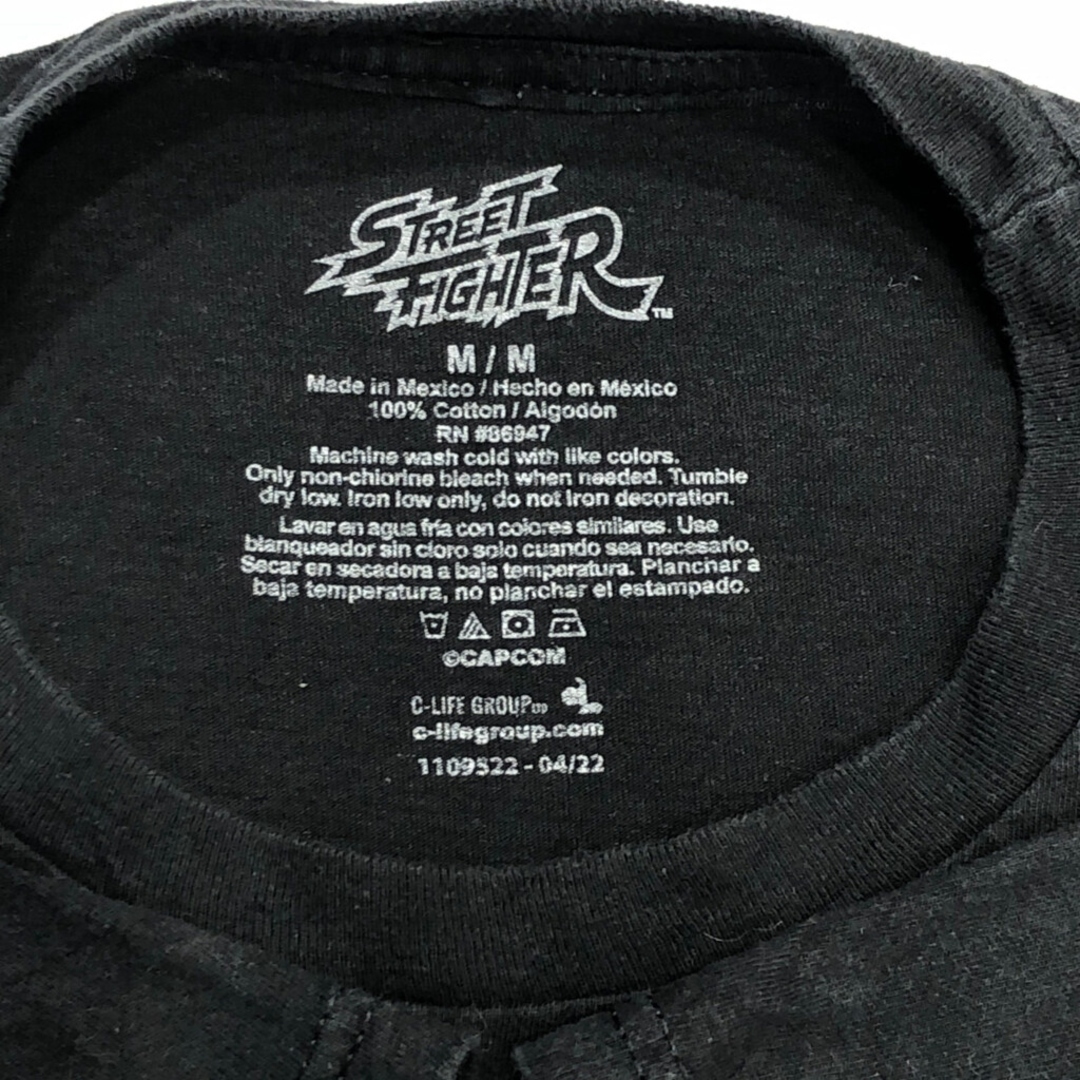 STREET
FIGHTER™
M / M
Made in Mexico / Hecho en México
100% Cotton / Algodón
RN #86947
Machine wash cold with like colors.
Only non-chlorine bleach when needed. Tumble
dry low. Iron low only, do not iron decoration.
Lavar en agua fría con colores similares. Use
blanqueador sin cloro solo cuando sea necesario.
Secar en secadora a baja temperatura. Planchar a
baja temperatura, no planchar el estampado.
©CAPCOM
C-LIFE GROUP
c-lifegroup.com
1109522 - 04/22